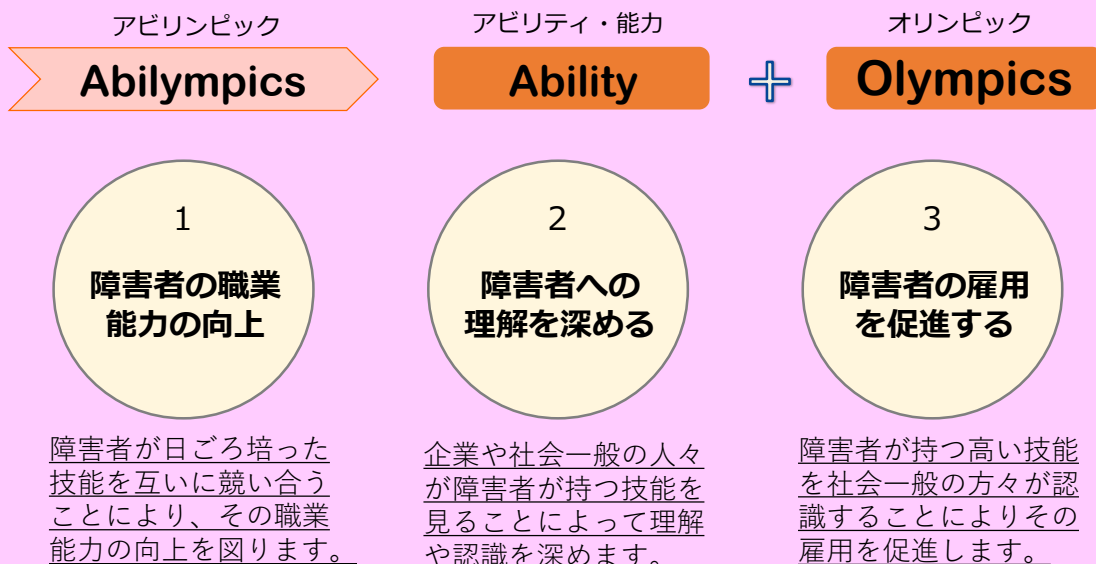 アビリンピック
Abilympics
アビリティ・能力
Ability
+
オリンピック
Olympics
1
障害者の職業
能力の向上
障害者が日ごろ培った
技能を互いに競い合う
ことにより、その職業
能力の向上を図ります。
2
障害者への
理解を深める
企業や社会一般の人々
が障害者が持つ技能を
見ることによって理解
や認識を深めます。
3
障害者の雇用
を促進する
障害者が持つ高い技能
を社会一般の方々が認
識することによりその
雇用を促進します。